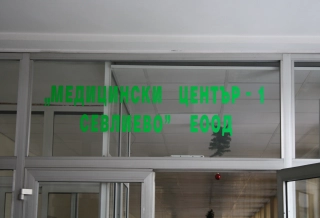 „МЕДИЦИНСКИ ЦЕНТЪР - 1
СЕВЛИЕВО" ЕООД